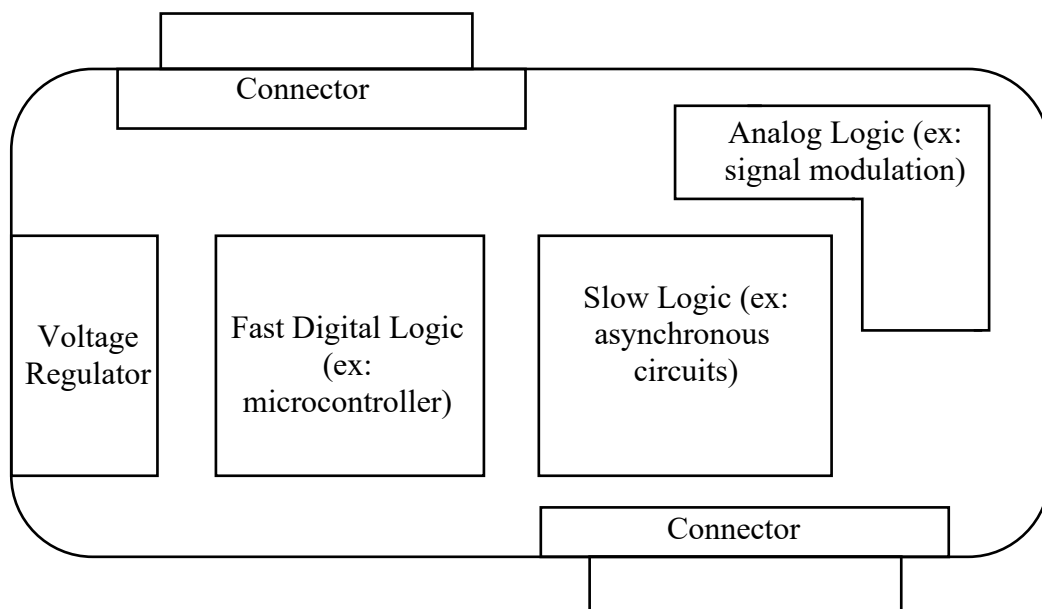 Connector
Analog Logic (ex:
signal modulation)
Voltage
Regulator
Fast Digital Logic
(ex:
microcontroller)
Slow Logic (ex:
asynchronous
circuits)
Connector